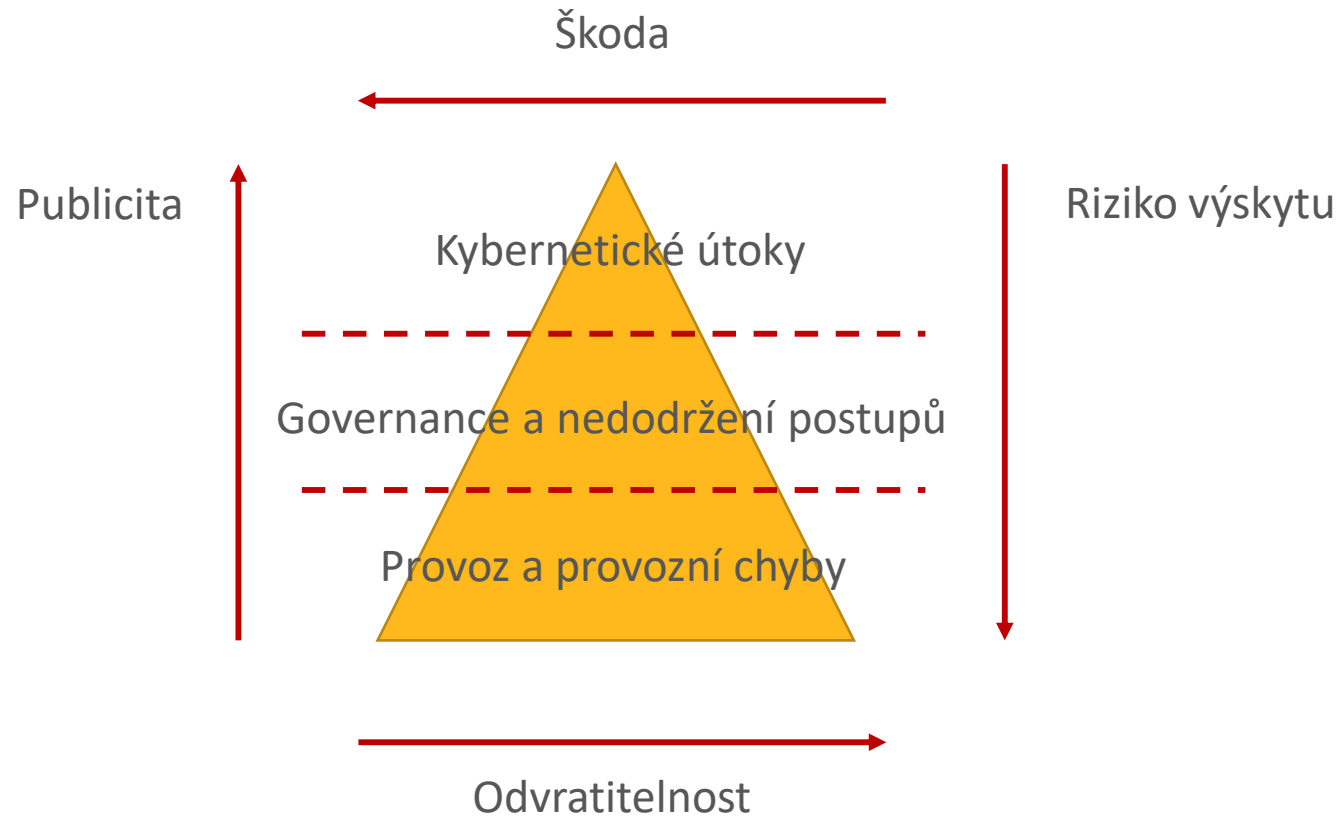 Škoda
Publicita
Riziko výskytu
Kybernetické útoky
Governance a nedodržení postupů
Provoz a provozní chyby
Odvratitelnost